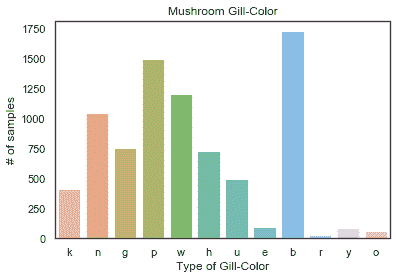 Mushroom Gill-Color
# of samples
1750
1500
1250
1000
750
500
250
0
k n g p w h u e b r y o
Type of Gill-Color